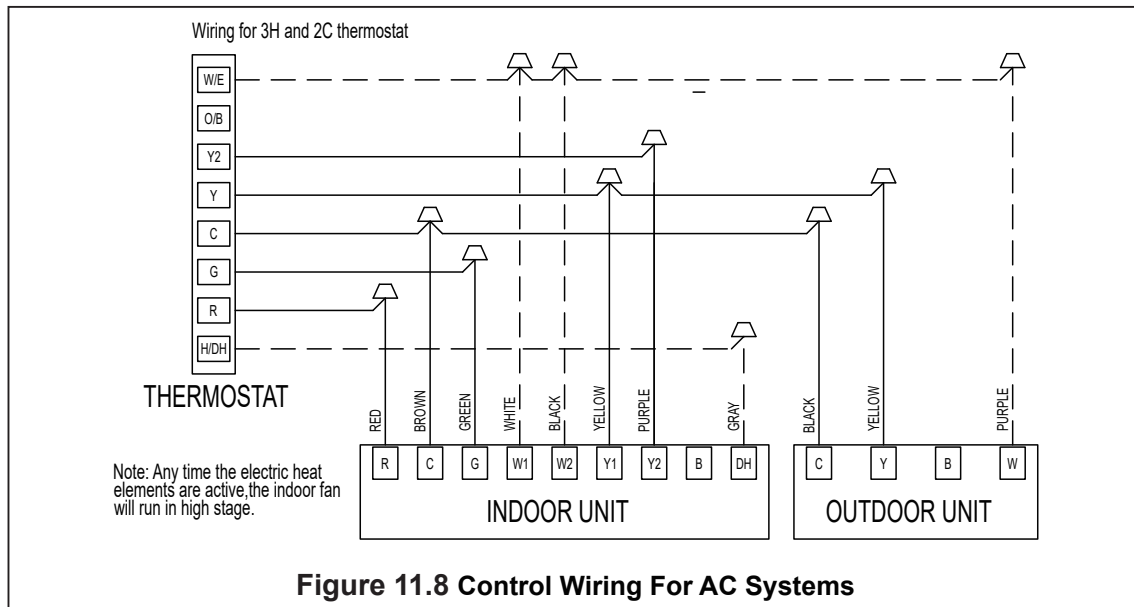 Wiring for 3H and 2C thermostat
W/E
O/B
Y2
Y
C
G
R
H/DH
THERMOSTAT
RED
BROWN
GREEN
WHITE
BLACK
YELLOW
PURPLE
GRAY
BLACK
YELLOW
PURPLE
R C G W1 W2 Y1 Y2 B DH
C Y B W
INDOOR UNIT
OUTDOOR UNIT
Note: Any time the electric heat
elements are active,the indoor fan
will run in high stage.
Figure 11.8 Control Wiring For AC Systems